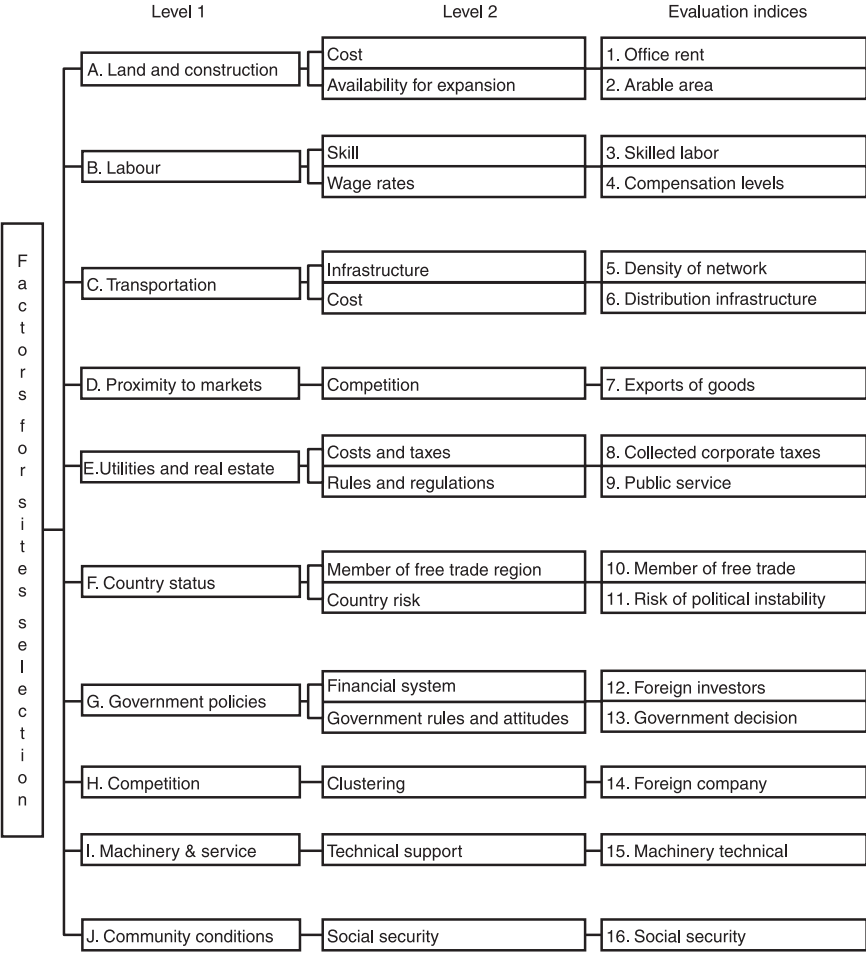 Level 1 Level 2 Evaluation indices
Factors for sites selection
A. Land and construction
Cost
1. Office rent
Availability for expansion
2. Arable area
B. Labour
Skill
3. Skilled labor
Wage rates
4. Compensation levels
C. Transportation
Infrastructure
5. Density of network
Cost
6. Distribution infrastructure
D. Proximity to markets
Competition
7. Exports of goods
E.Utilities and real estate
Costs and taxes
8. Collected corporate taxes
Rules and regulations
9. Public service
F. Country status
Member of free trade region
10. Member of free trade
Country risk
11. Risk of political instability
G. Government policies
Financial system
12. Foreign investors
Government rules and attitudes
13. Government decision
H. Competition
Clustering
14. Foreign company
I. Machinery & service
Technical support
15. Machinery technical
J. Community conditions
Social security
16. Social security